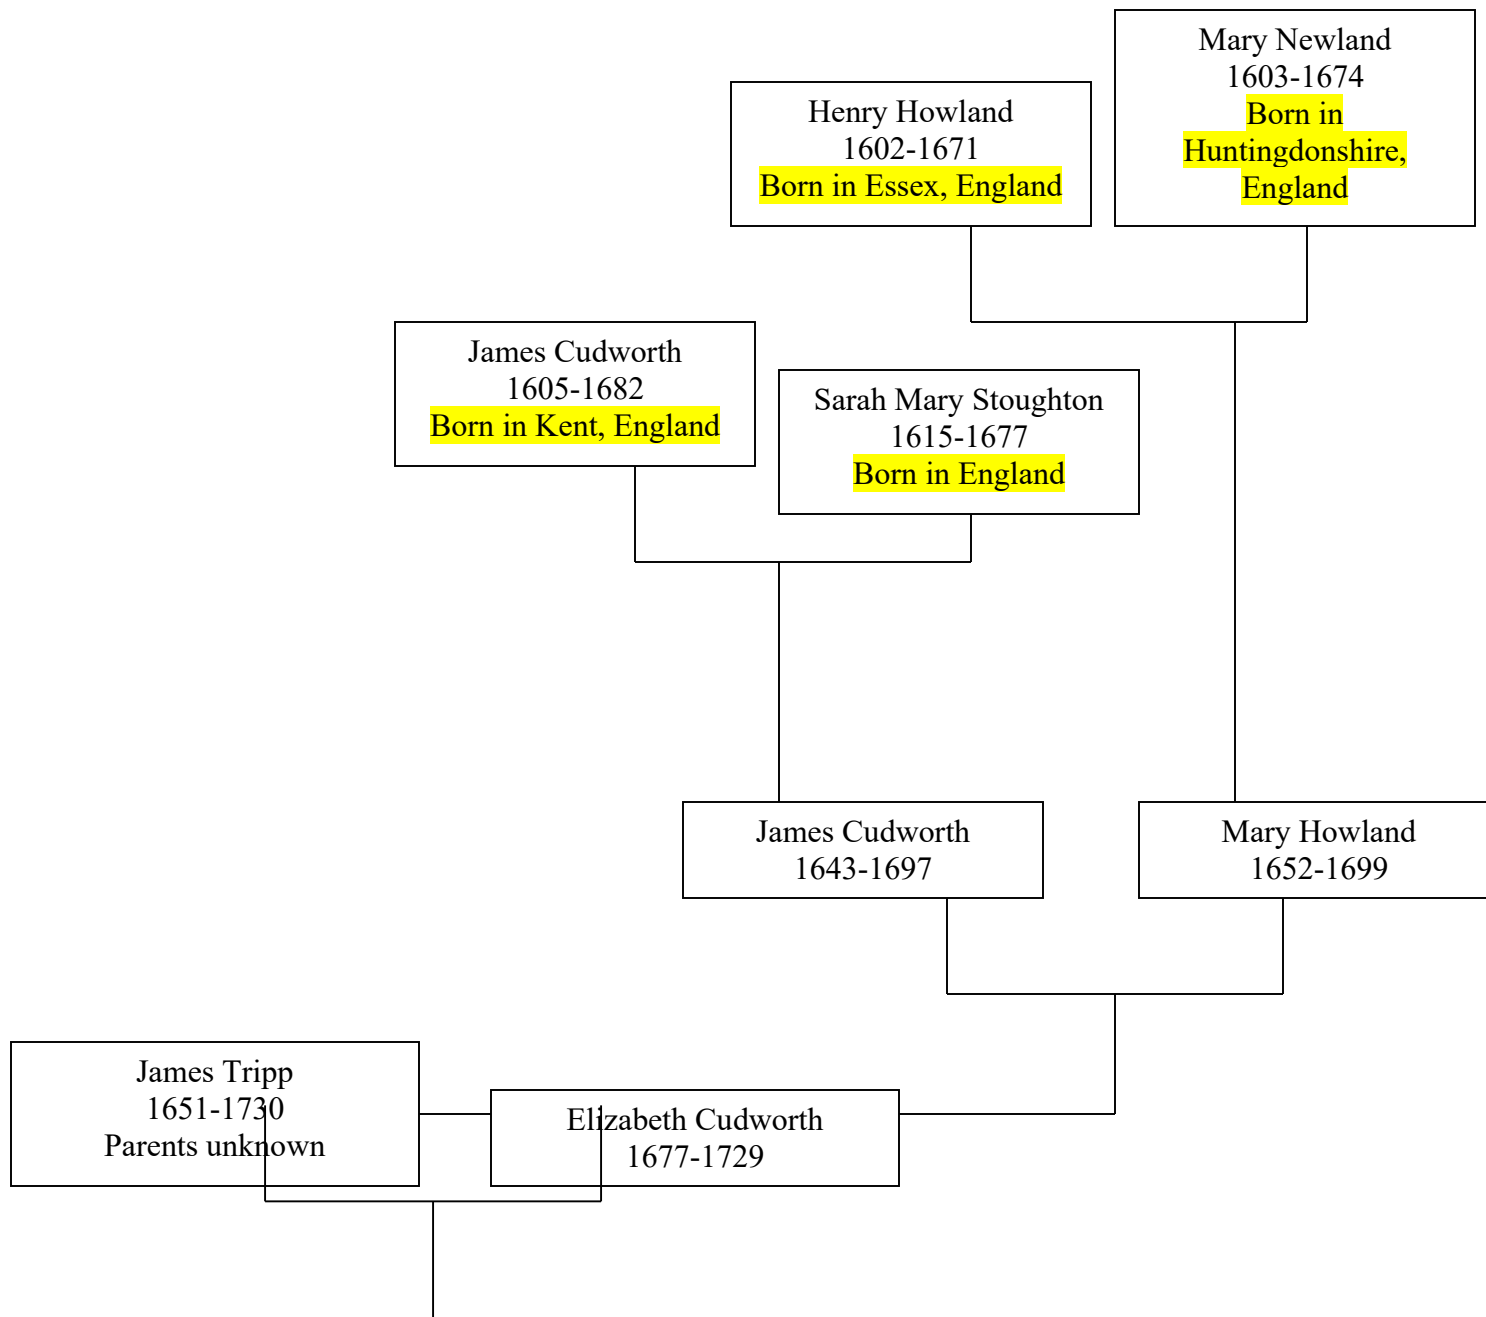 Mary Newland
1603-1674
Born in
Huntingdonshire,
England
Henry Howland
1602-1671
Born in Essex, England
James Cudworth
1605-1682
Born in Kent, England
Sarah Mary Stoughton
1615-1677
Born in England
James Cudworth
1643-1697
Mary Howland
1652-1699
James Tripp
1651-1730
Parents unknown
Elizabeth Cudworth
1677-1729